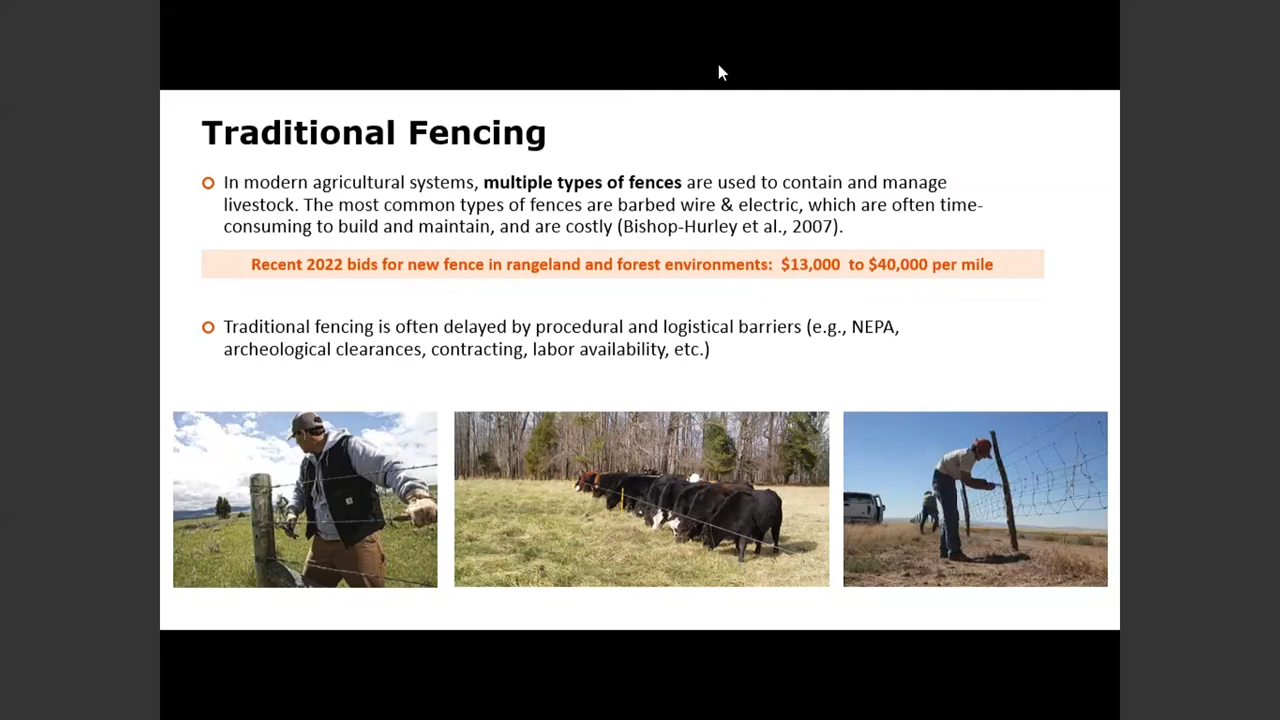 Traditional Fencing
In modern agricultural systems, multiple types of fences are used to contain and manage
livestock. The most common types of fences are barbed wire & electric, which are often time-
consuming to build and maintain, and are costly (Bishop-Hurley et al., 2007).
Recent 2022 bids for new fence in rangeland and forest environments: $13,000 to $40,000 per mile
Traditional fencing is often delayed by procedural and logistical barriers (e.g., NEPA,
archeological clearances, contracting, labor availability, etc.)